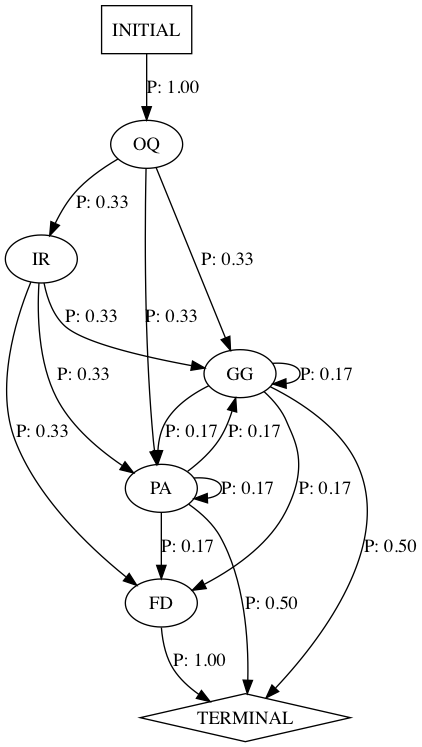 INITIAL
P: 1.00
OQ
P: 0.33
IR
P: 0.33
P: 0.33
P: 0.33
P: 0.33
GG
P: 0.17
P: 0.33
P: 0.17
P: 0.17
PA
P: 0.17
P: 0.17
P: 0.17
P: 0.50
FD
P: 0.50
P: 1.00
TERMINAL